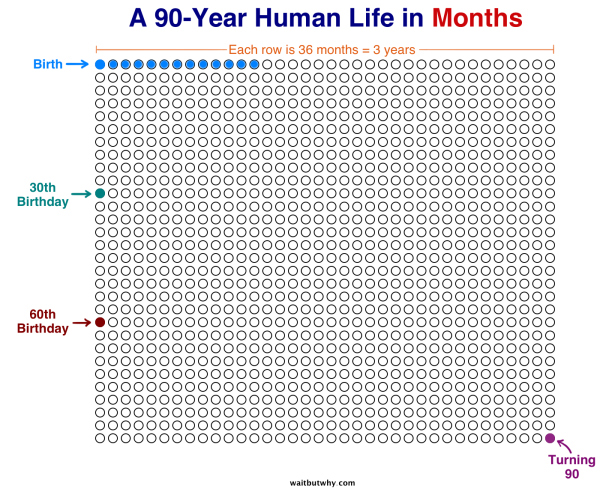 A 90-Year Human Life in Months
Each row is 36 months = 3 years
Birth
30th
Birthday
60th
Birthday
Turning
90
waitbutwhy.com